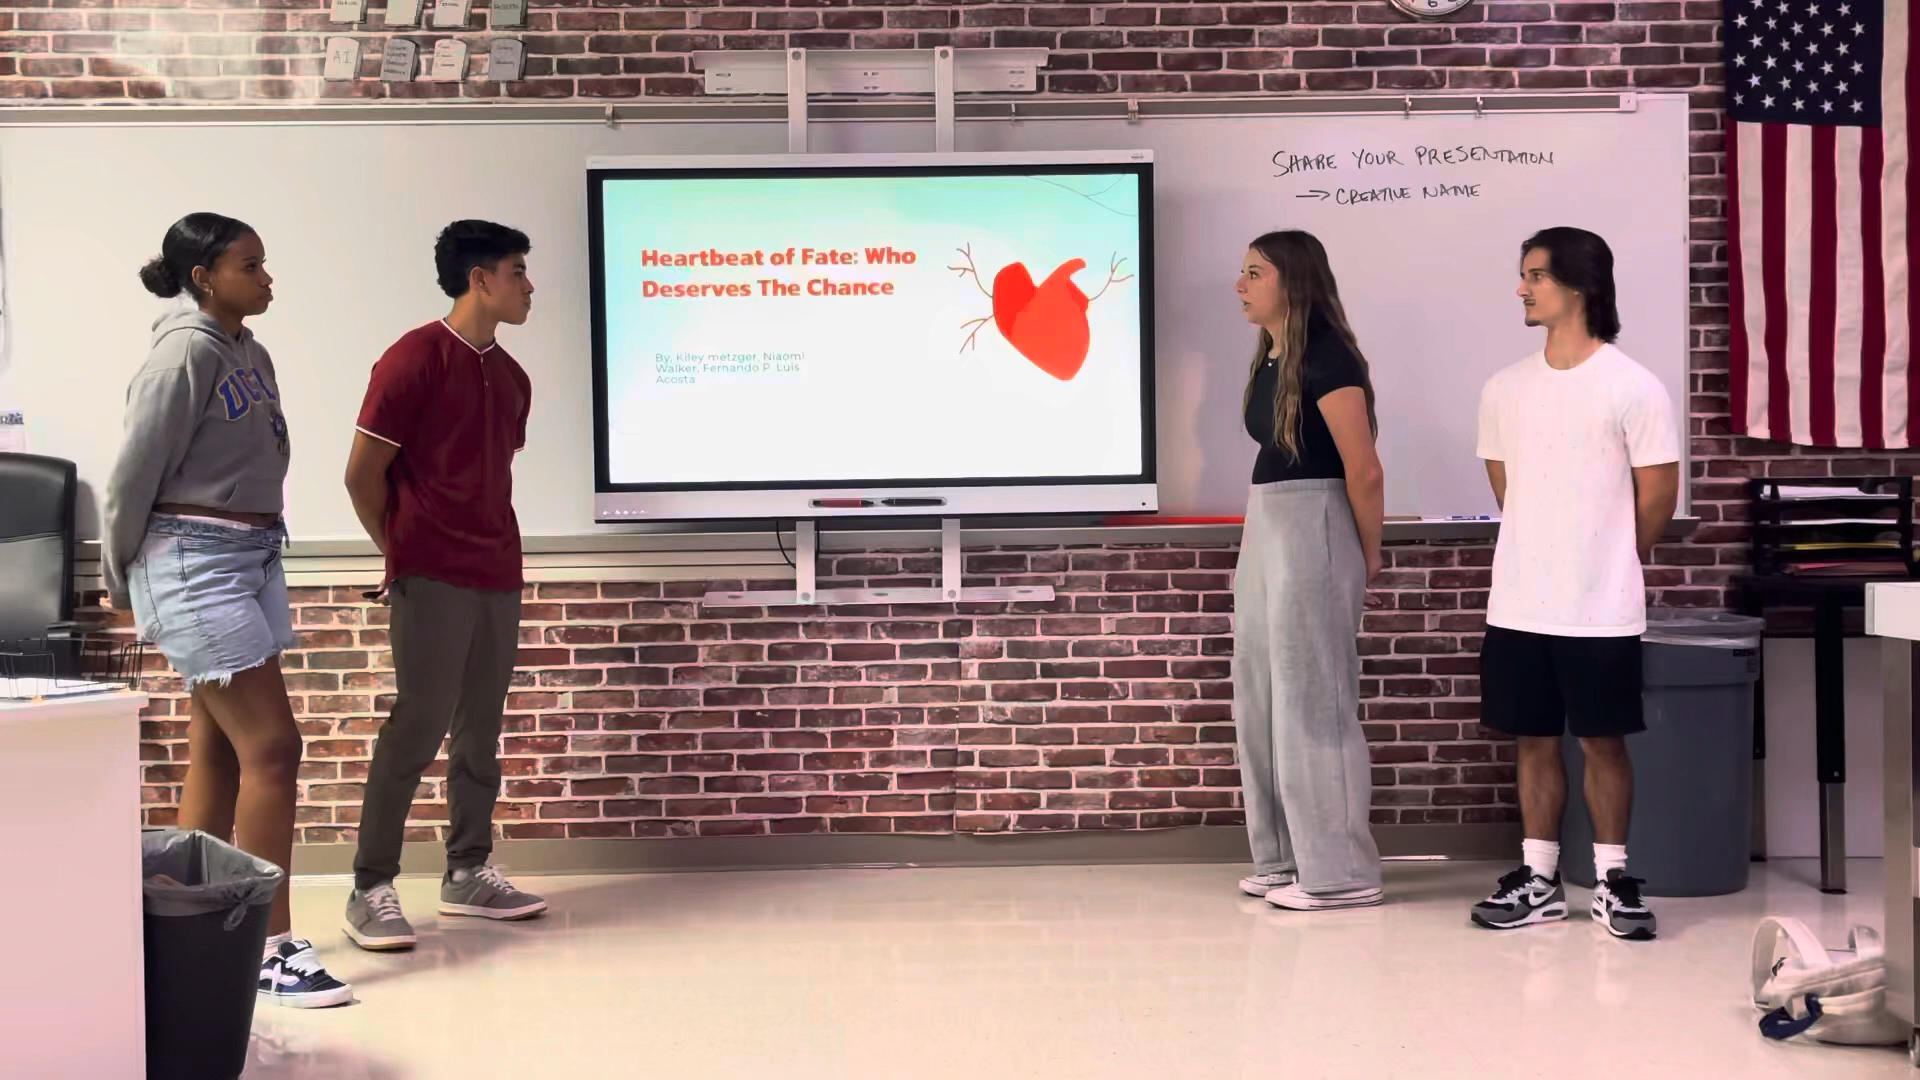 A.I.
SHARE YOUR PRESENTATION
→ CREATIVE NAME
Heartbeat of Fate: Who
Deserves The Chance
By, Kiley metzger, Niaomi
Walker, Fernando P. Luis
Acosta